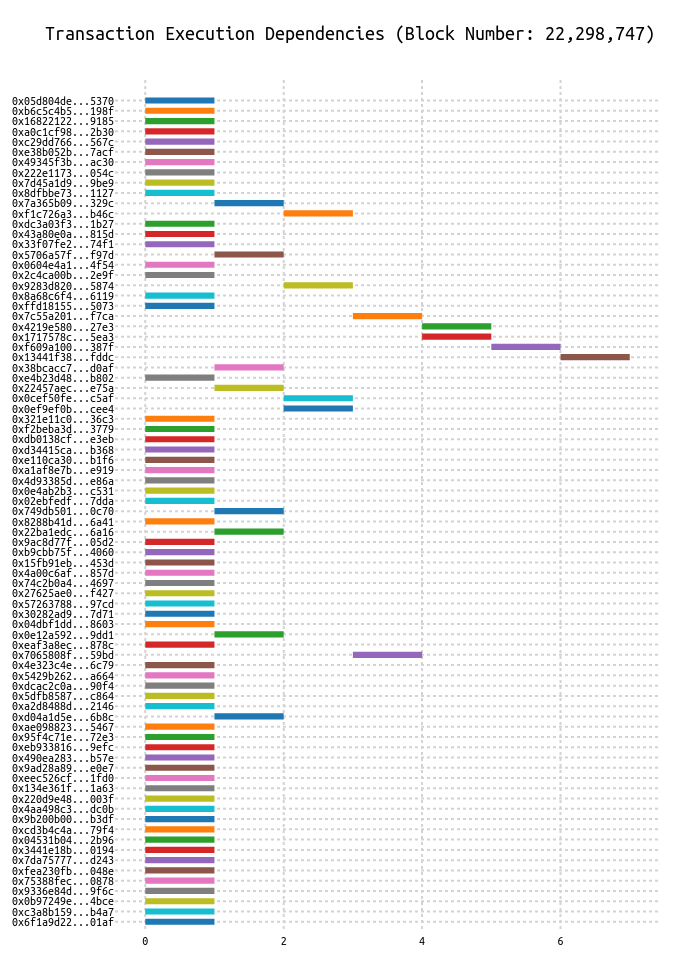 Transaction Execution Dependencies (Block Number: 22,298,747)
0x05d804de...5370
0xb6c5c4b5...198f
0x16822122...9185
0xa0c1cf98...2b30
0xc29dd766...567c
0xe38b052b...7acf
0x49345f3b...ac30
0x222e1173...054c
0x7d45a1d9...9be9
0x8dfbbe73...1127
0x7a365b09...329c
0xf1c726a3...b46c
0xdc3a03f3...1b27
0x43a80e0a...815d
0x33f07fe2...74f1
0x5706a57f...f97d
0x0604e4a1...4f54
0x2c4ca00b...2e9f
0x9283d820...5874
0x8a68c6f4...6119
0xffd18155...5073
0x7c55a201...f7ca
0x4219e580...27e3
0x1717578c...5ea3
0xf609a100...387f
0x13441f38...fddc
0x38bcacc7...d0af
0xe4b23d48...b802
0x22457aec...e75a
0x0cef50fe...c5af
0x0ef9ef0b...cee4
0x321e11c0...36c3
0xf2beba3d...3779
0xdb0138cf...e3eb
0xd34415ca...b368
0xe110ca30...b1f6
0xa1af8e7b...e919
0x4d93385d...e86a
0x0e4ab2b3...c531
0x02ebfedf...7dda
0x749db501...0c70
0x8288b41d...6a41
0x22ba1edc...6a16
0x9ac8d77f...05d2
0xb9cbb75f...4060
0x15fb91eb...453d
0x4a00c6af...857d
0x74c2b0a4...4697
0x27625ae0...f427
0x57263788...97cd
0x30282ad9...7d71
0x04dbf1dd...8603
0x0e12a592...9dd1
0xeaf3a8ec...878c
0x7065808f...59bd
0x4e323c4e...6c79
0x5429b262...a664
0xdcac2c0a...90f4
0x5dfb8587...c864
0xa2d8488d...2146
0xd04a1d5e...6b8c
0xae098823...5467
0x95f4c71e...72e3
0xeb933816...9efc
0x490ea283...b57e
0x9ad28a89...e0e7
0xeec526cf...1fd0
0x134e361f...1a63
0x220d9e48...003f
0x4aa498c3...dc0b
0x9b200b00...b3df
0xcd3b4c4a...79f4
0x04531b04...2b96
0x3441e18b...0194
0x7da75777...d243
0xfea230fb...048e
0x75388fec...0878
0x9336e84d...9f6c
0x0b97249e...4bce
0xc3a8b159...b4a7
0x6f1a9d22...01af
0 2 4 6